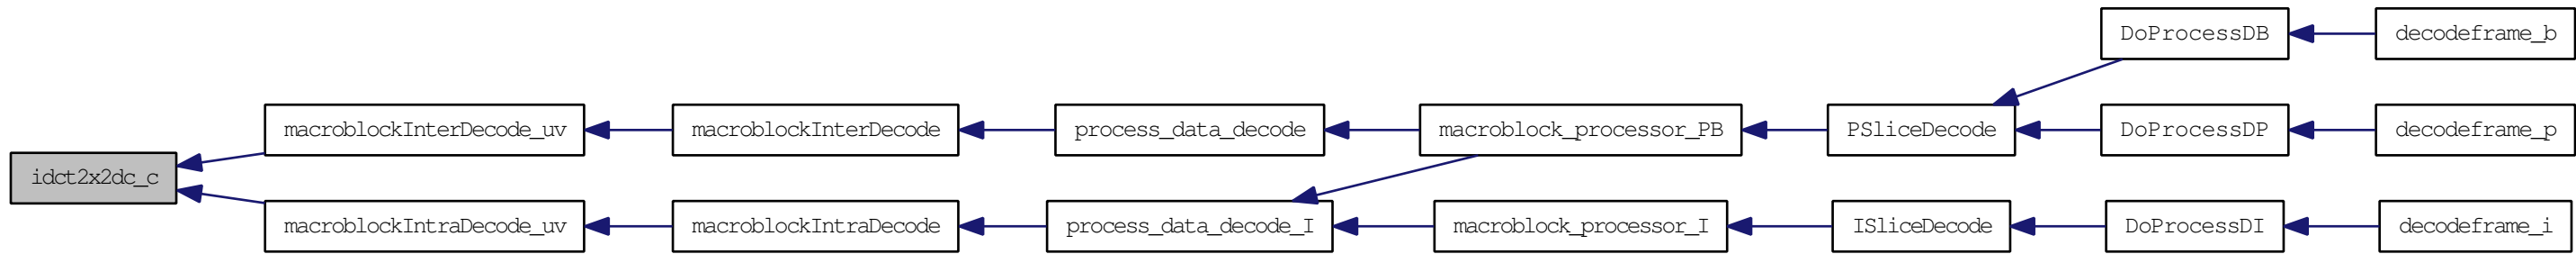 DoProcessDB
decodeframe_b
macroblockInterDecode_uv
macroblockInterDecode
process_data_decode
macroblock_processor_PB
PSliceDecode
DoProcessDP
decodeframe_p
idct2x2dc_c
macroblockIntraDecode_uv
macroblockIntraDecode
process_data_decode_I
macroblock_processor_I
ISliceDecode
DoProcessDI
decodeframe_i